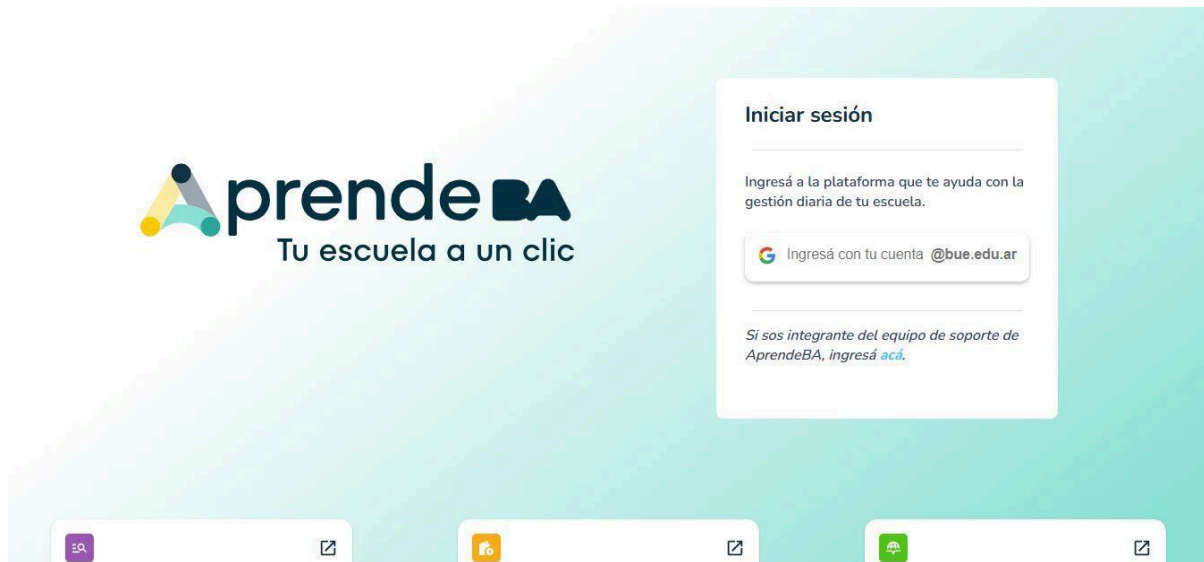 Aprende BA
Tu escuela a un clic
Iniciar sesión
Ingresá a la plataforma que te ayuda con la
gestión diaria de tu escuela.
Ingresá con tu cuenta @bue.edu.ar
Si sos integrante del equipo de soporte de
AprendeBA, ingresá acá.